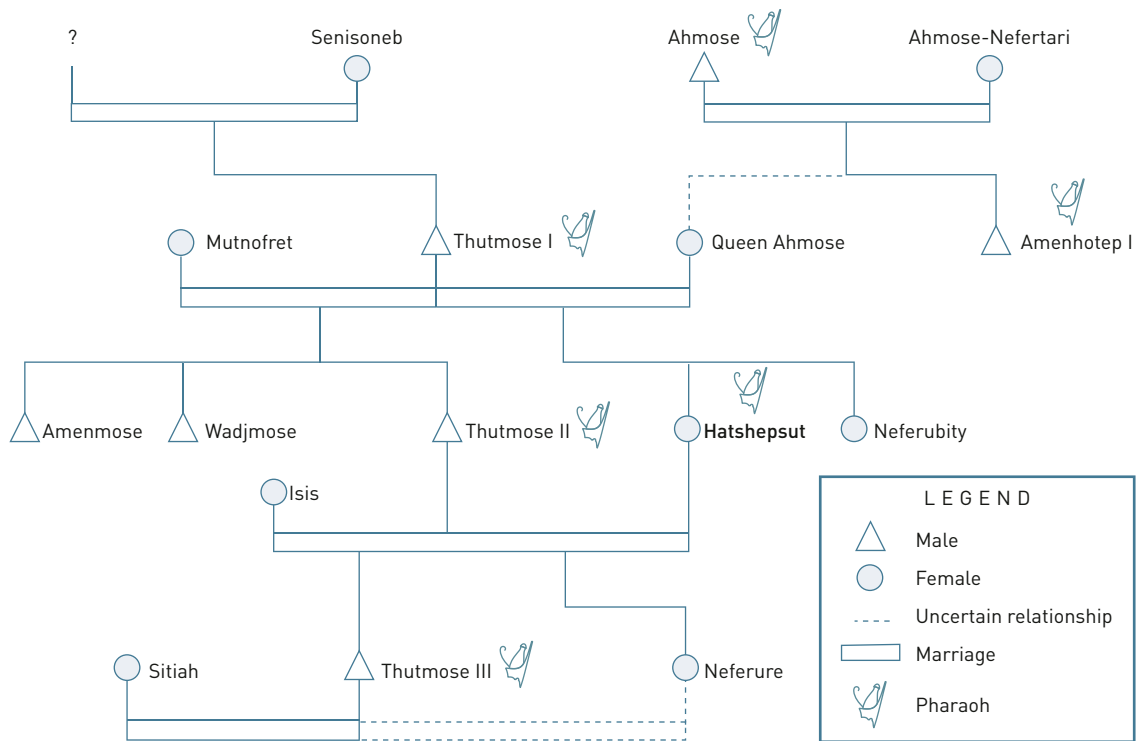 ?
Senisoneb
Ahmose
Ahmose-Nefertari
Mutnofret
Thutmose I
Queen Ahmose
Amenhotep I
Amenmose
Wadjmose
Thutmose II
Hatshepsut
Neferubity
Isis
LEGEND
Male
Female
Uncertain relationship
Marriage
Pharaoh
Sitiah
Thutmose III
Neferure